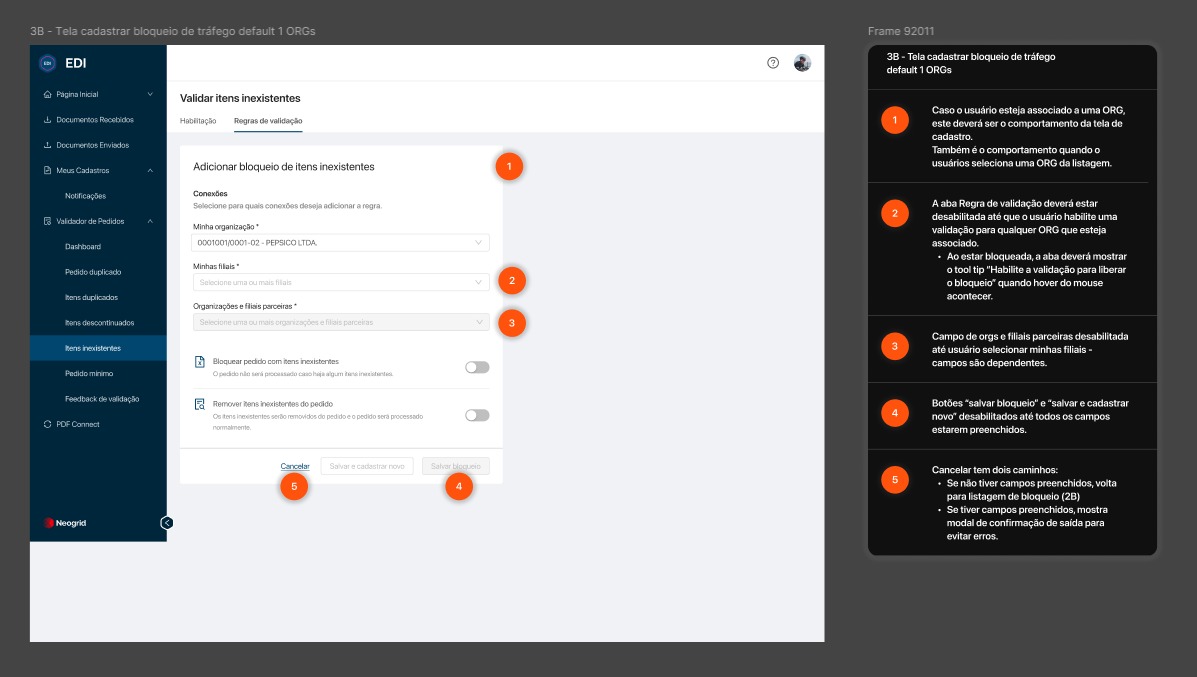 3B - Tela cadastrar bloqueio de tráfego default 1 ORGs
EDI
EDI
Página Inicial
Documentos Recebidos
Documentos Enviados
Meus Cadastros
Notificações
Validador de Pedidos
Dashboard
Pedido duplicado
Itens duplicados
Itens descontinuados
Itens inexistentes
Pedido mínimo
Feedback de validação
PDF Connect
Neogrid
Validar itens inexistentes
Habilitação
Regras de validação
Adicionar bloqueio de itens inexistentes
1
Conexões
Selecione para quais conexões deseja adicionar a regra.
Minha organização *
0001001/0001-02 - PEPSICO LTDA.
Minhas filiais *
Selecione uma ou mais filiais
2
Organizações e filiais parceiras *
Selecione uma ou mais organizações e filiais parceiras
3
Bloquear pedido com itens inexistentes
O pedido não será processado caso haja algum itens inexistentes.
Remover itens inexistentes do pedido
Os itens inexistentes serão removidos do pedido e o pedido será processado
normalmente.
Cancelar
Salvar e cadastrar novo
Salvar bloqueio
5
4
Frame 92011
3B - Tela cadastrar bloqueio de tráfego
default 1 ORGs
1
Caso o usuário esteja associado a uma ORG,
este deverá ser o comportamento da tela de
cadastro.
Também é o comportamento quando o
usuários seleciona uma ORG da listagem.
2
A aba Regra de validação deverá estar
desabilitada até que o usuário habilite uma
validação para qualquer ORG que esteja
associado.
• Ao estar bloqueada, a aba deverá mostrar
o tool tip “Habilite a validação para liberar
o bloqueio” quando hover do mouse
acontecer.
3
Campo de orgs e filiais parceiras desabilitada
até usuário selecionar minhas filiais -
campos são dependentes.
4
Botões “salvar bloqueio” e “salvar e cadastrar
novo” desabilitados até todos os campos
estarem preenchidos.
5
Cancelar tem dois caminhos:
• Se não tiver campos preenchidos, volta
para listagem de bloqueio (2B)
• Se tiver campos preenchidos, mostra
modal de confirmação de saída para
evitar erros.